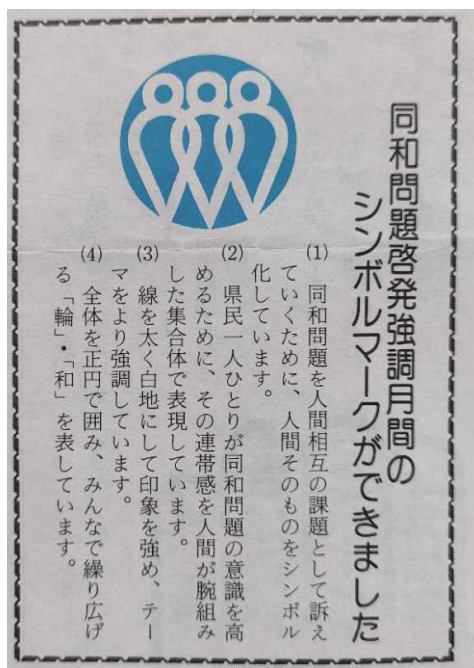 同和問題啓発強調月間の
シンボルマークができました
(1) 同和問題を人間相互の課題として訴え
ていくために、人間そのものをシンボル
化しています。
(2) 県民一人ひとりが同和問題の意識を高
めるために、その連帯感を人間が腕組み
した集合体で表現しています。
(3) 線を太く白地にして印象を強め、テー
マをより強調しています。
(4) 全体を正円で囲み、みんなで繰り広げ
る「輪」・「和」を表しています。